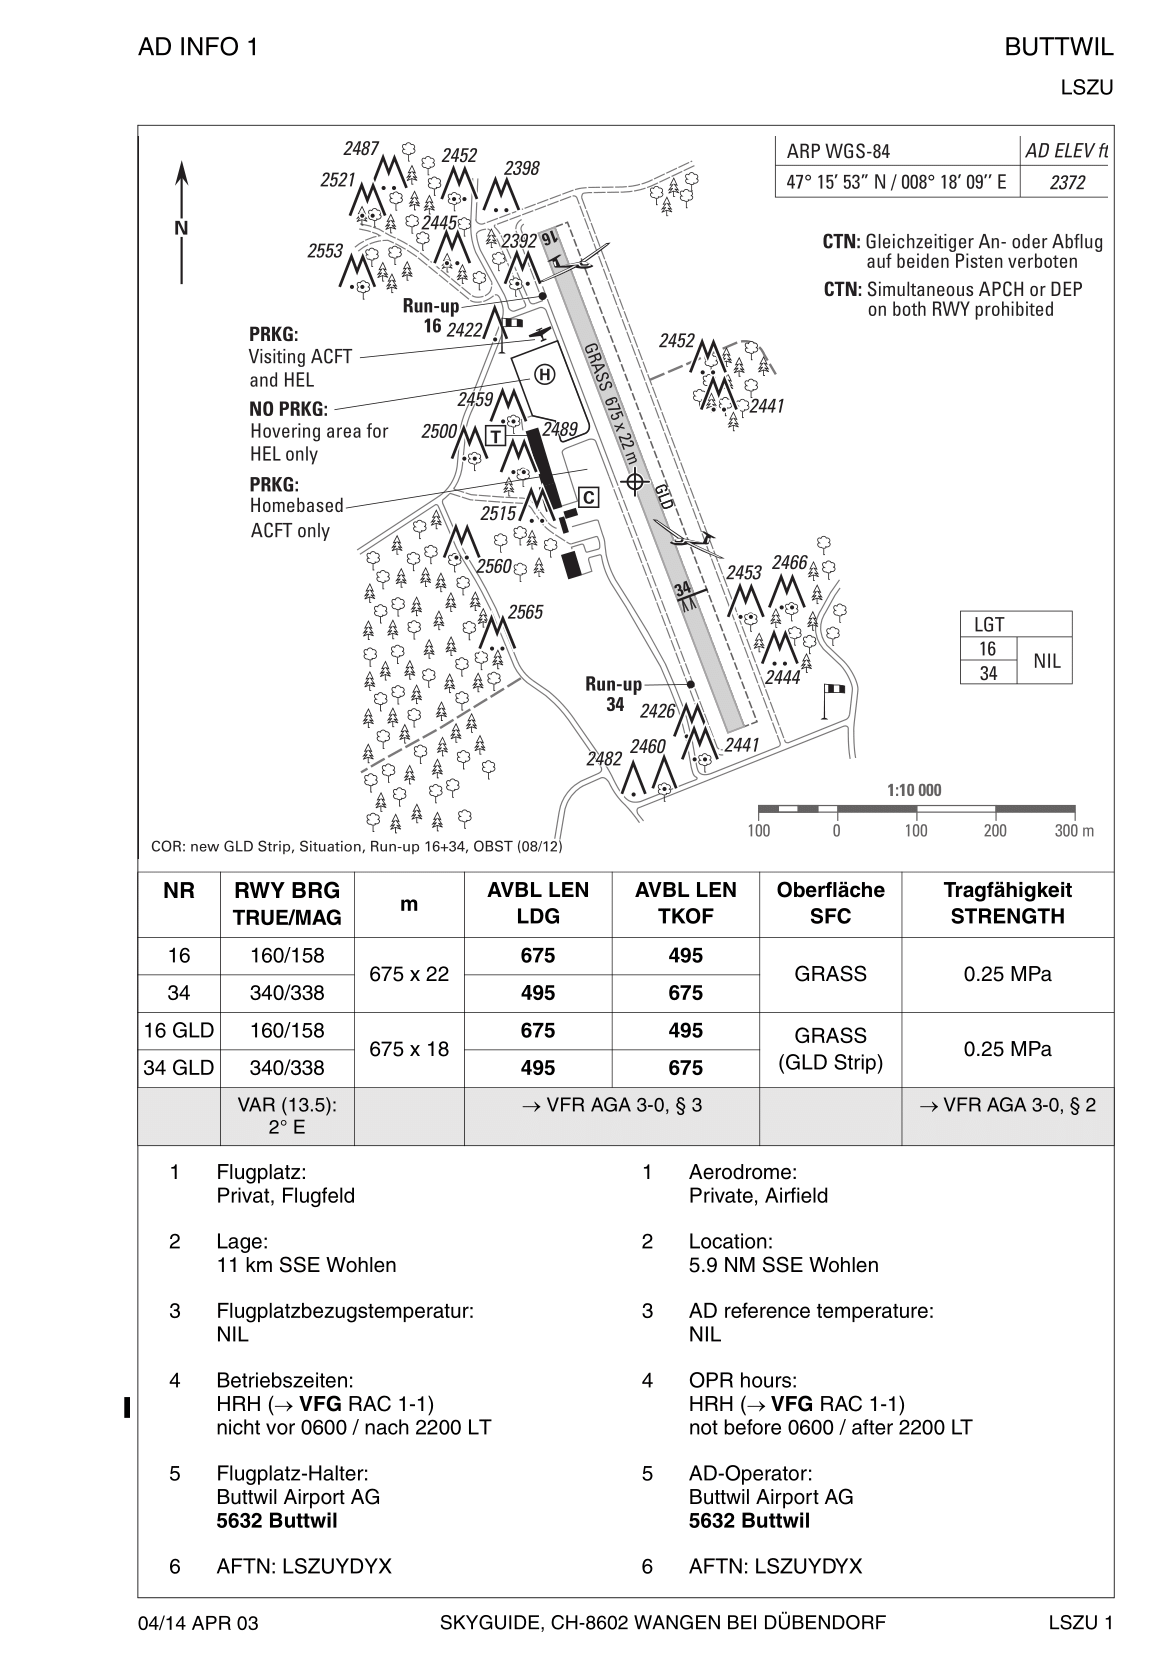 AD INFO 1
BUTTWIL
LSZU
ARP WGS-84
AD ELEV ft
47° 15′ 53″ N / 008° 18′ 09″ E
2372
CTN: Gleichzeitiger An- oder Abflug
auf beiden Pisten verboten
CTN: Simultaneous APCH or DEP
on both RWY prohibited
N
2487
2452
2398
2521
2445
2392
16
2553
Run-up
16
2422
PRKG:
Visiting ACFT
and HEL
NO PRKG:
Hovering area for
HEL only
PRKG:
Homebased
ACFT only
H
2459
2500
T
2489
C
2515
2560
2565
GRASS 675 x 22 m
GLD
2452
2441
34
2453
2466
2444
Run-up
34
2426
2441
2460
2482
LGT
16
34
NIL
1:10 000
100 0 100 200 300 m
COR: new GLD Strip, Situation, Run-up 16+34, OBST (08/12)
NR
RWY BRG
TRUE/MAG
m
AVBL LEN
LDG
AVBL LEN
TKOF
Oberfläche
SFC
Tragfähigkeit
STRENGTH
16 160/158 675 495
675 x 22 GRASS 0.25 MPa
34 340/338 495 675
16 GLD 160/158 675 495
675 x 18 GRASS
(GLD Strip) 0.25 MPa
34 GLD 340/338 495 675
VAR (13.5):
2° E
→ VFR AGA 3-0, § 3
→ VFR AGA 3-0, § 2
1 Flugplatz:
Privat, Flugfeld
2 Lage:
11 km SSE Wohlen
3 Flugplatzbezugstemperatur:
NIL
4 Betriebszeiten:
HRH (→ VFG RAC 1-1)
nicht vor 0600 / nach 2200 LT
5 Flugplatz-Halter:
Buttwil Airport AG
5632 Buttwil
6 AFTN: LSZUYDYX
1 Aerodrome:
Private, Airfield
2 Location:
5.9 NM SSE Wohlen
3 AD reference temperature:
NIL
4 OPR hours:
HRH (→ VFG RAC 1-1)
not before 0600 / after 2200 LT
5 AD-Operator:
Buttwil Airport AG
5632 Buttwil
6 AFTN: LSZUYDYX
04/14 APR 03
SKYGUIDE, CH-8602 WANGEN BEI DÜBENDORF
LSZU 1